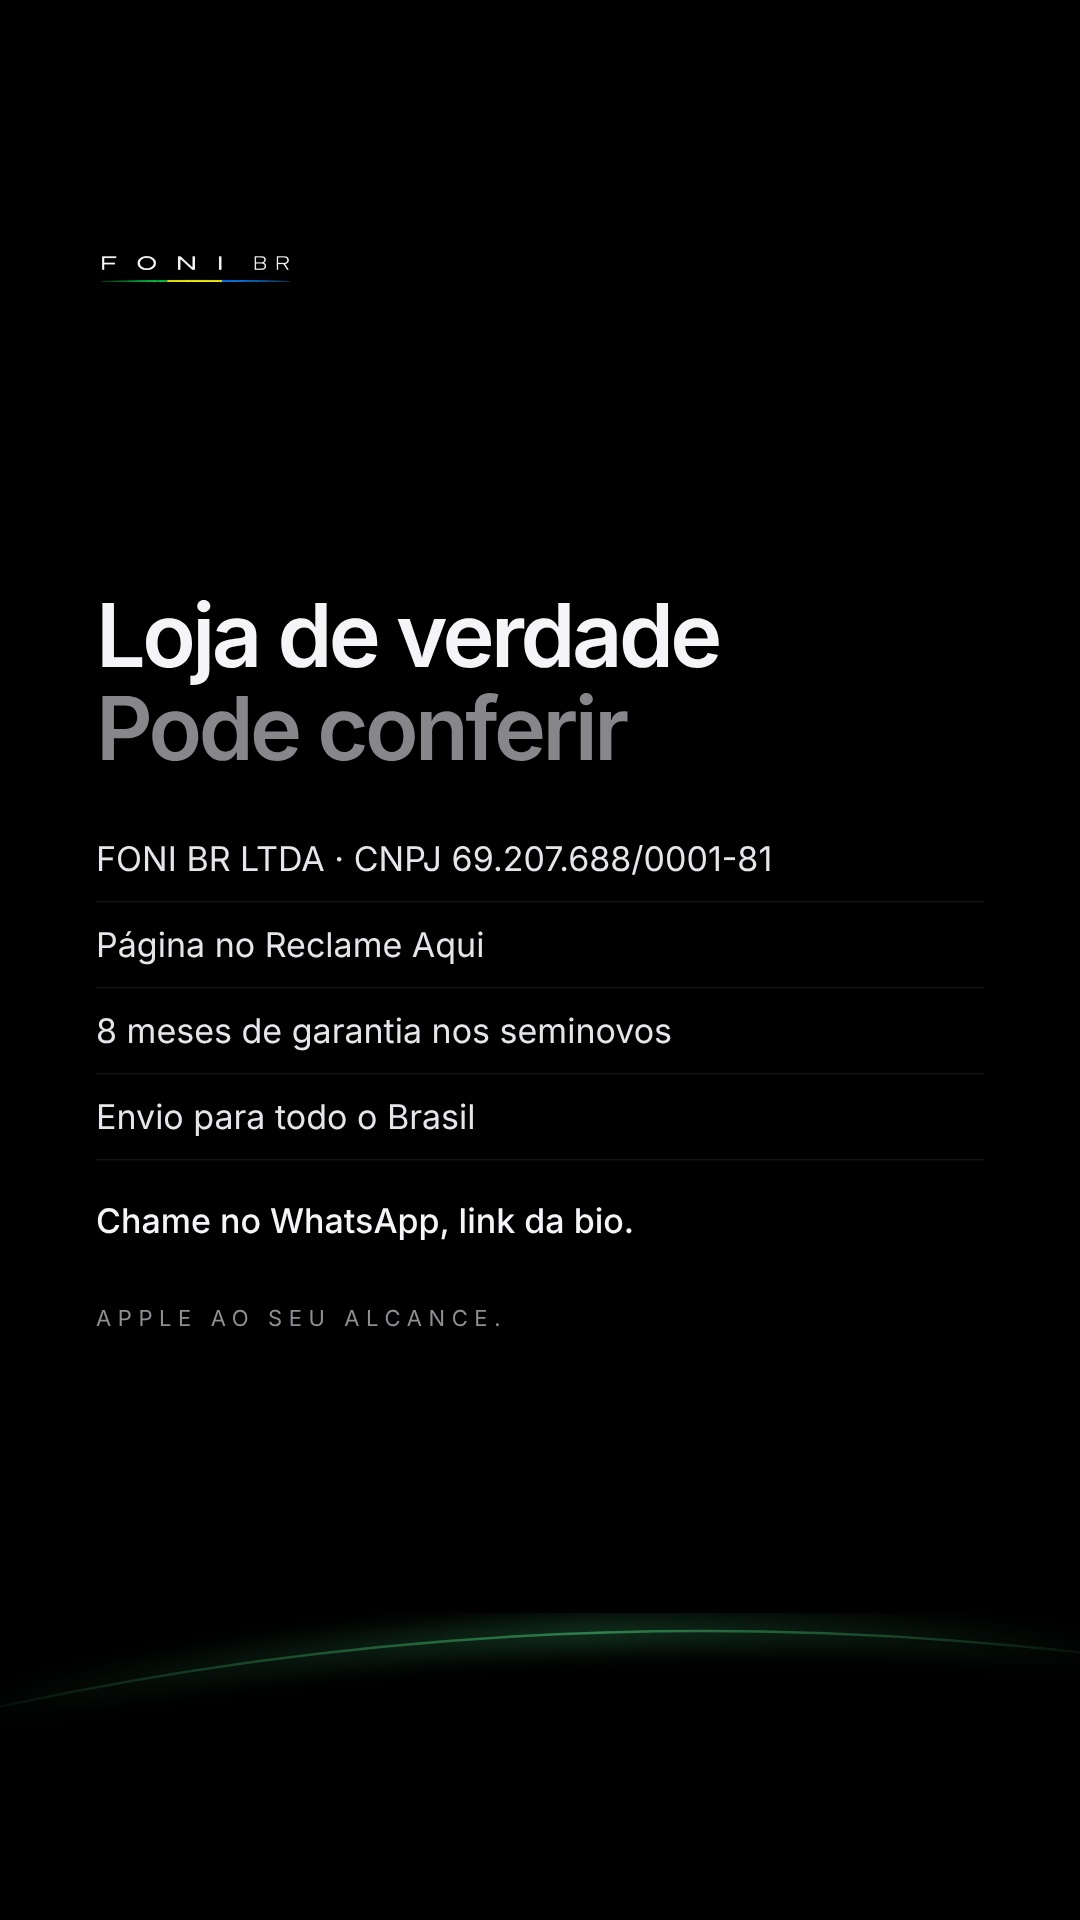 FONI BR
Loja de verdade
Pode conferir
FONI BR LTDA · CNPJ 69.207.688/0001-81
Página no Reclame Aqui
8 meses de garantia nos seminovos
Envio para todo o Brasil
Chame no WhatsApp, link da bio.
APPLE AO SEU ALCANCE.